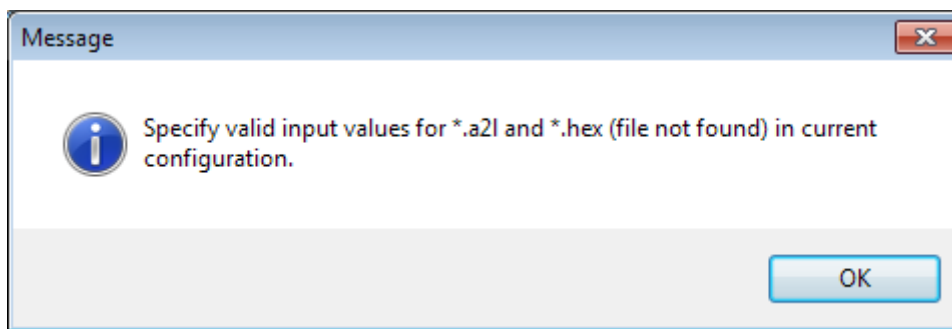 Message
Specify valid input values for *.a2l and *.hex (file not found) in current
configuration.
OK